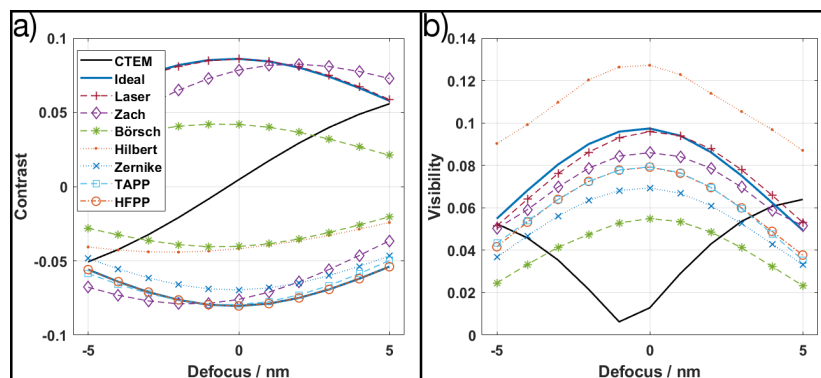 a)
0.1
0.05
0
-0.05
-0.1
Contrast
CTEM
Ideal
Laser
Zach
Börsch
Hilbert
Zernike
TAPP
HFPP
-5
0
5
Defocus / nm
b)
0.14
0.12
0.1
0.08
0.06
0.04
0.02
0
Visibility
-5
0
5
Defocus / nm